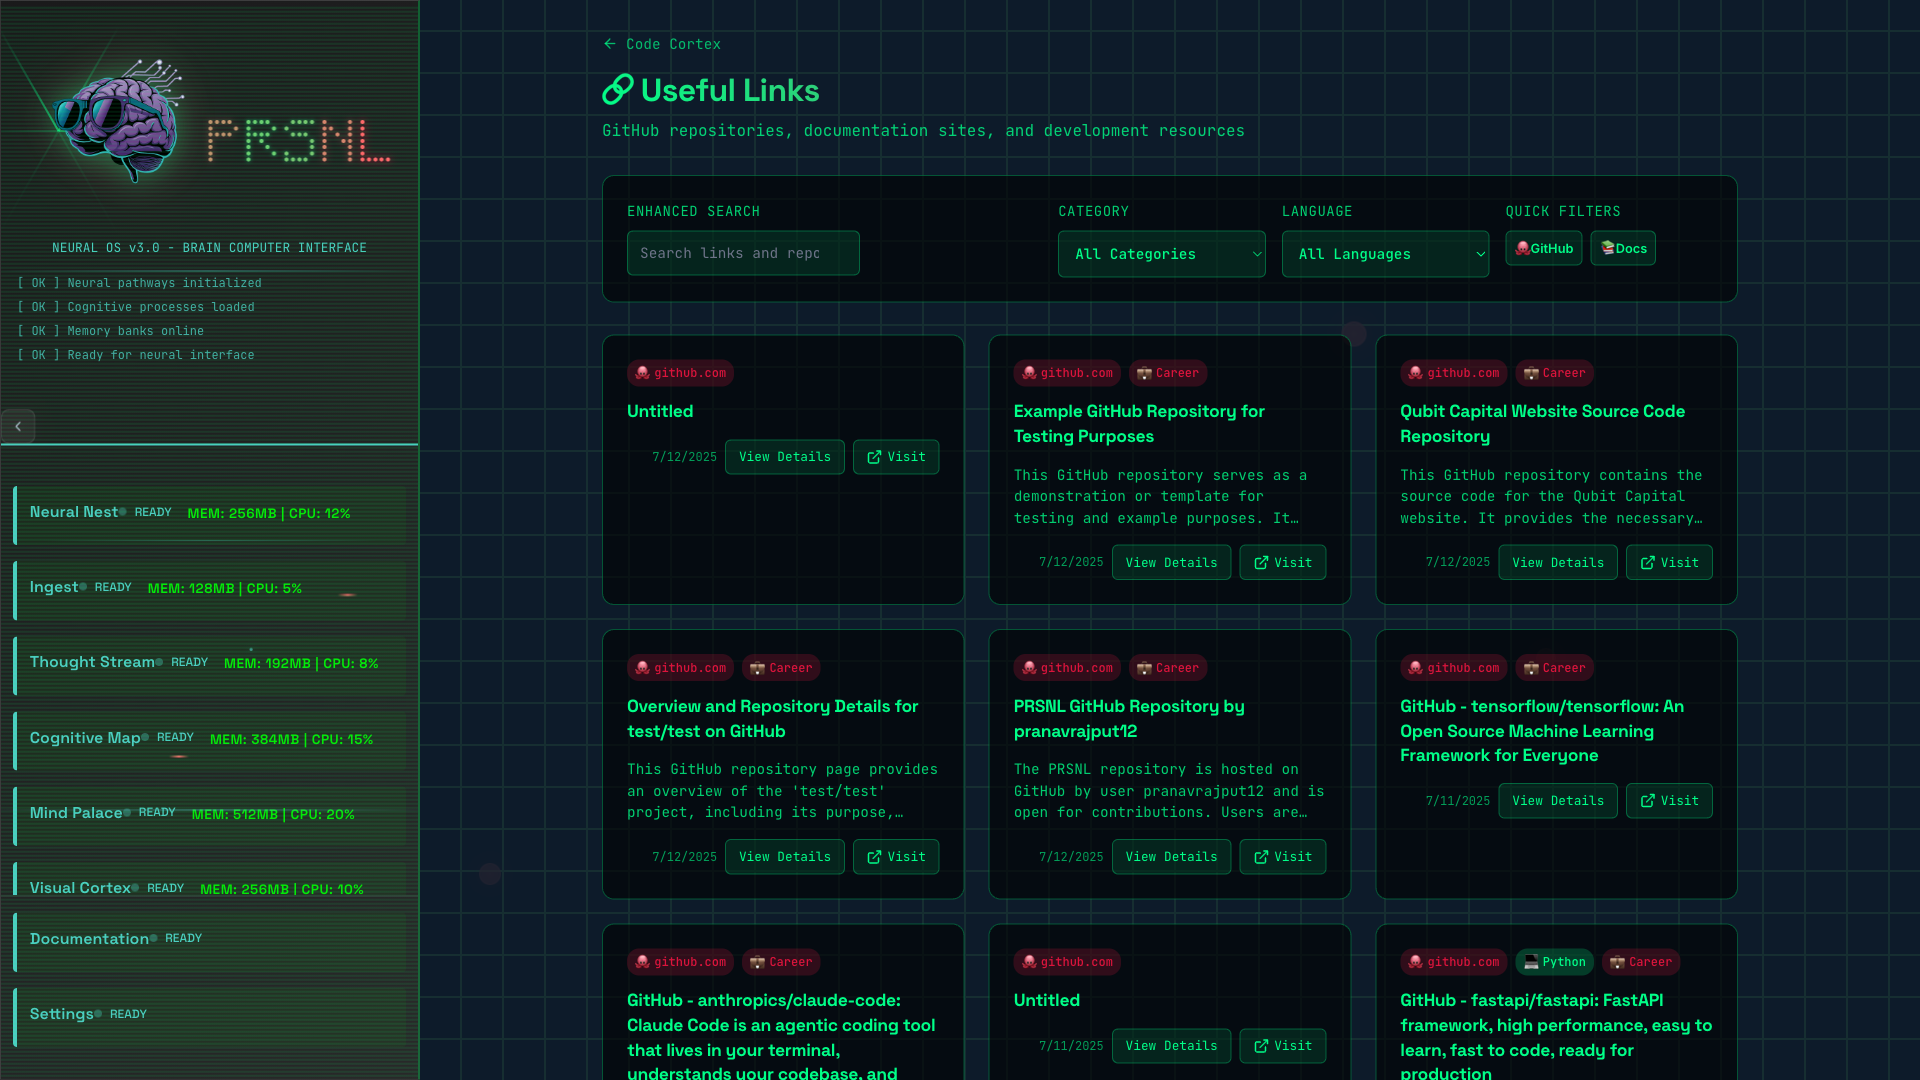 PRSNL
NEURAL OS v3.0 - BRAIN COMPUTER INTERFACE
[ OK ] Neural pathways initialized
[ OK ] Cognitive processes loaded
[ OK ] Memory banks online
[ OK ] Ready for neural interface
Neural Nest READY MEM: 256MB | CPU: 12%
Ingest READY MEM: 128MB | CPU: 5%
Thought Stream READY MEM: 192MB | CPU: 8%
Cognitive Map READY MEM: 384MB | CPU: 15%
Mind Palace READY MEM: 512MB | CPU: 20%
Visual Cortex READY MEM: 256MB | CPU: 10%
Documentation READY
Settings READY
← Code Cortex
Useful Links
GitHub repositories, documentation sites, and development resources
ENHANCED SEARCH
Search links and repo
CATEGORY
All Categories
LANGUAGE
All Languages
QUICK FILTERS
GitHub Docs
github.com
Untitled
7/12/2025 View Details Visit
github.com Career
Example GitHub Repository for
Testing Purposes
This GitHub repository serves as a
demonstration or template for
testing and example purposes. It…
7/12/2025 View Details Visit
github.com Career
Qubit Capital Website Source Code
Repository
This GitHub repository contains the
source code for the Qubit Capital
website. It provides the necessary…
7/12/2025 View Details Visit
github.com Career
Overview and Repository Details for
test/test on GitHub
This GitHub repository page provides
an overview of the 'test/test'
project, including its purpose,…
7/12/2025 View Details Visit
github.com Career
PRSNL GitHub Repository by
pranavrajput12
The PRSNL repository is hosted on
GitHub by user pranavrajput12 and is
open for contributions. Users are…
7/12/2025 View Details Visit
github.com Career
GitHub - tensorflow/tensorflow: An
Open Source Machine Learning
Framework for Everyone
7/11/2025 View Details Visit
github.com Career
GitHub - anthropics/claude-code:
Claude Code is an agentic coding tool
that lives in your terminal,
understands your codebase, and
github.com
Untitled
7/11/2025 View Details Visit
github.com Python Career
GitHub - fastapi/fastapi: FastAPI
framework, high performance, easy to
learn, fast to code, ready for
production